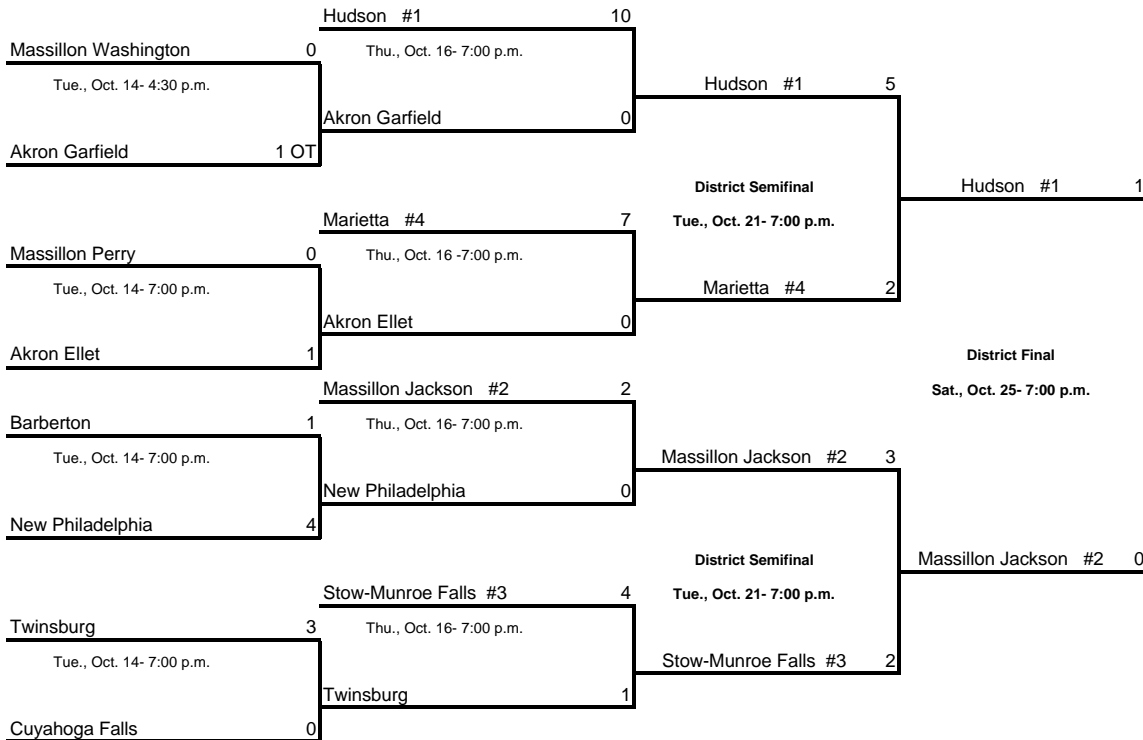 Hudson #1 10
Massillon Washington 0
Thu., Oct. 16- 7:00 p.m.
Tue., Oct. 14- 4:30 p.m.
Hudson #1 5
Akron Garfield 0
Akron Garfield 1 OT
District Semifinal
Hudson #1 1
Marietta #4 7
Tue., Oct. 21- 7:00 p.m.
Massillon Perry 0
Thu., Oct. 16 -7:00 p.m.
Tue., Oct. 14- 7:00 p.m.
Marietta #4 2
Akron Ellet 0
Akron Ellet 1
District Final
Massillon Jackson #2 2
Sat., Oct. 25- 7:00 p.m.
Barberton 1
Thu., Oct. 16- 7:00 p.m.
Tue., Oct. 14- 7:00 p.m.
Massillon Jackson #2 3
New Philadelphia 0
New Philadelphia 4
District Semifinal
Massillon Jackson #2 0
Stow-Munroe Falls #3 4
Tue., Oct. 21- 7:00 p.m.
Twinsburg 3
Thu., Oct. 16- 7:00 p.m.
Tue., Oct. 14- 7:00 p.m.
Stow-Munroe Falls #3 2
Twinsburg 1
Cuyahoga Falls 0